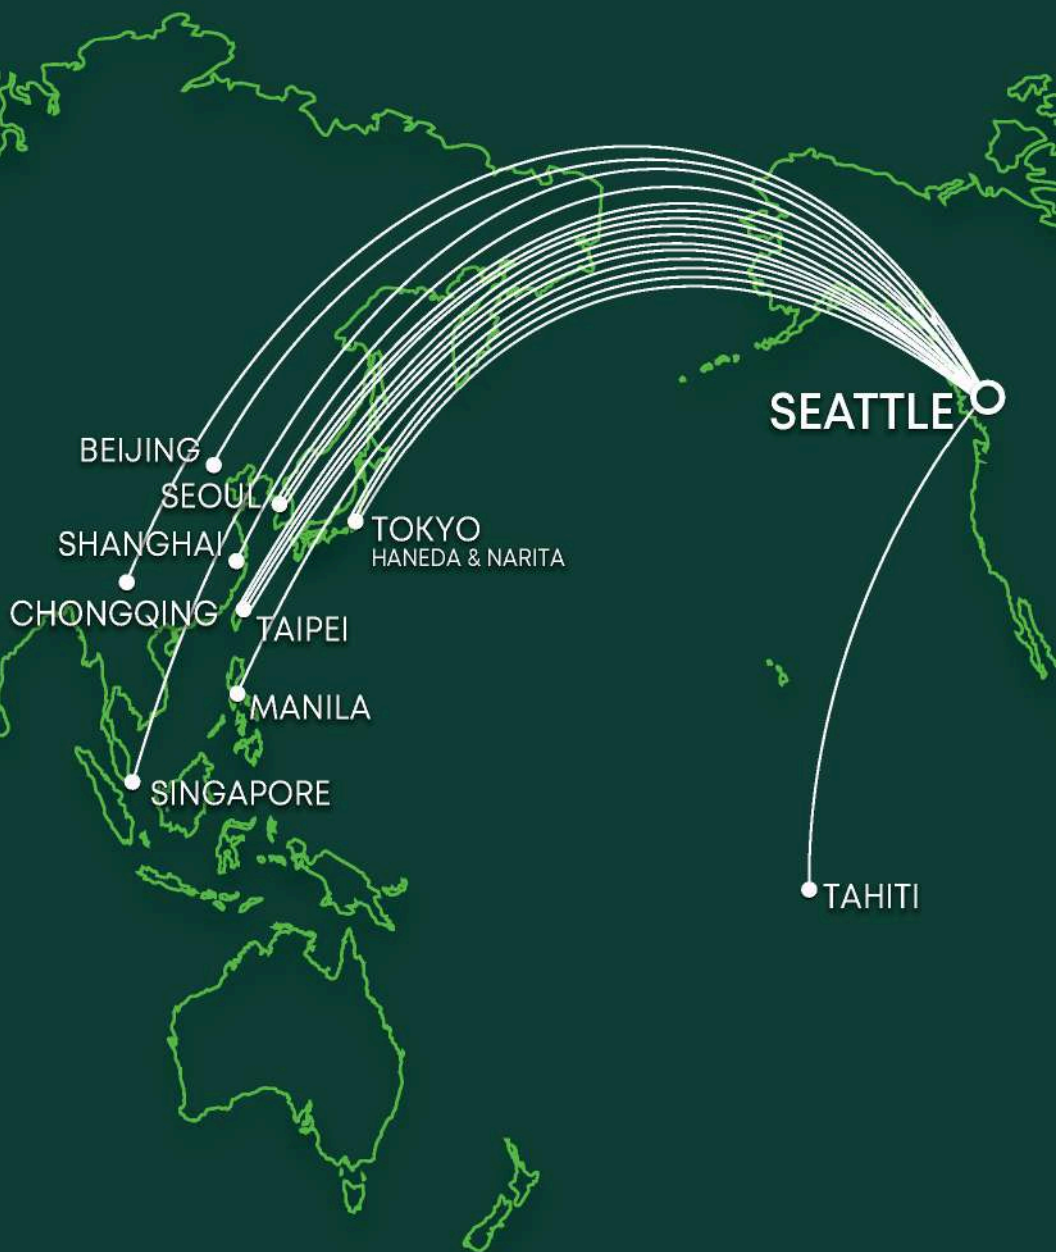 SEATTLE
BEIJING
SEOUL
TOKYO
HANEDA & NARITA
SHANGHAI
CHONGQING
TAIPEI
MANILA
SINGAPORE
TAHITI